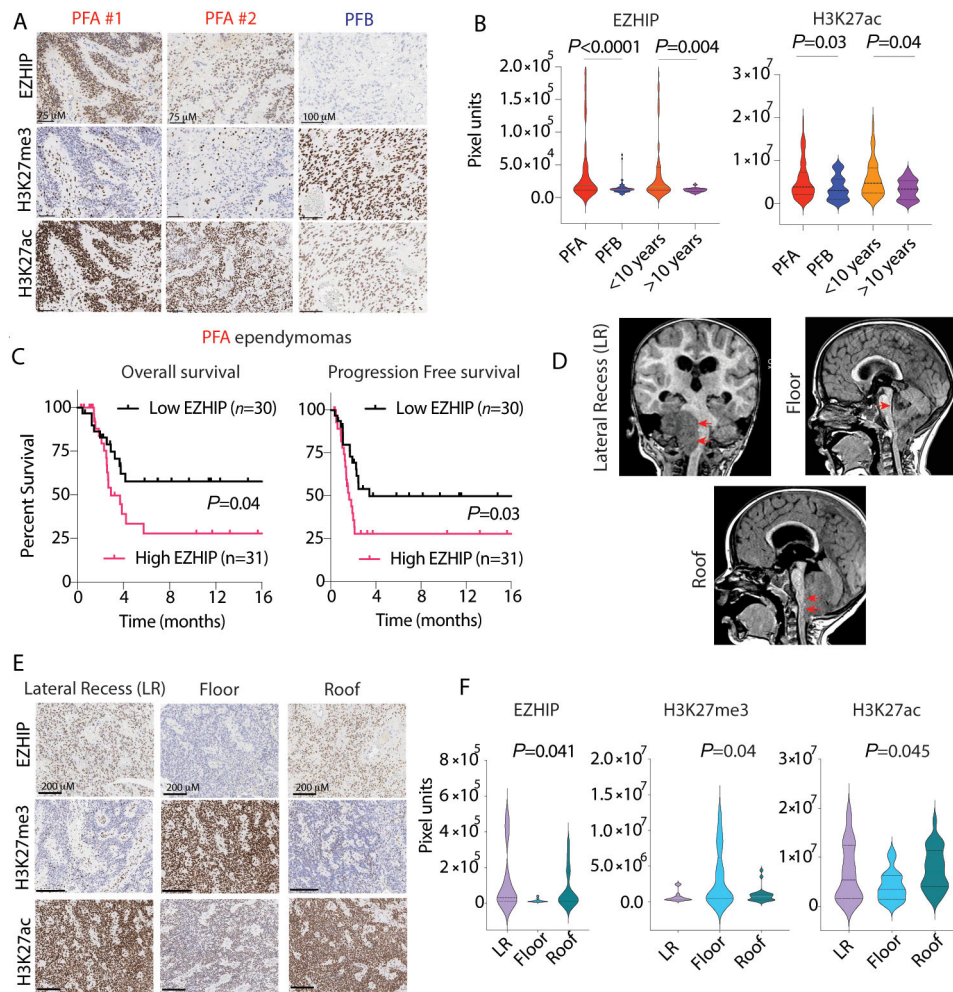 A
PFA #1
PFA #2
PFB
EZHIP
H3K27me3
H3K27ac
75 µM
75 µM
100 µM
B
EZHIP
H3K27ac
P<0.0001
P=0.004
P=0.03
P=0.04
Pixel units
2.0×10⁵
1.5×10⁵
1.0×10⁵
5.0×10⁴
0.0
3×10⁷
2×10⁷
1×10⁷
0
PFA
PFB
<10 years
>10 years
PFA
PFB
<10 years
>10 years
PFA ependymomas
C
Overall survival
Progression Free survival
Percent Survival
100
75
50
25
0
Low EZHIP (n=30)
P=0.04
High EZHIP (n=31)
0
4
8
12
16
Time (months)
100
75
50
25
0
Low EZHIP (n=30)
P=0.03
High EZHIP (n=31)
0
4
8
12
16
Time (months)
D
Lateral Recess (LR)
Floor
Roof
E
Lateral Recess (LR)
Floor
Roof
EZHIP
H3K27me3
H3K27ac
200 µM
200 µM
200 µM
F
EZHIP
H3K27me3
H3K27ac
P=0.041
P=0.04
P=0.045
Pixel units
8×10⁵
6×10⁵
4×10⁵
2×10⁵
0
2.0×10⁷
1.5×10⁷
1.0×10⁷
5.0×10⁶
0.0
3×10⁷
2×10⁷
1×10⁷
0
LR
Floor
Roof
LR
Floor
Roof
LR
Floor
Roof